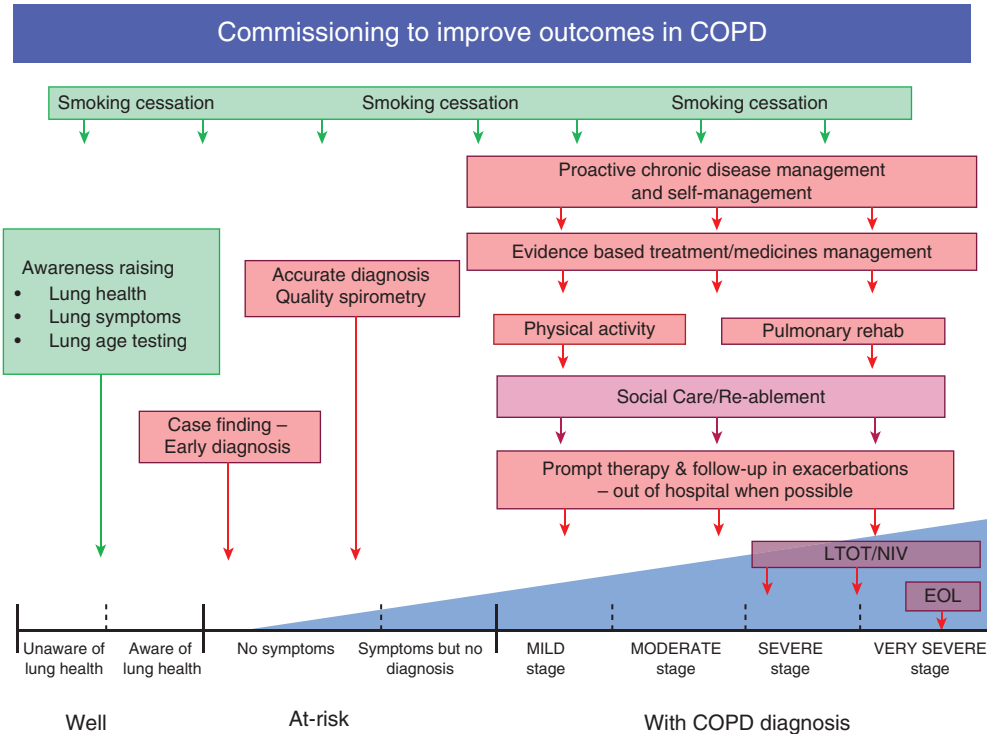 Commissioning to improve outcomes in COPD
Smoking cessation Smoking cessation Smoking cessation
Proactive chronic disease management
and self-management
Evidence based treatment/medicines management
Awareness raising
• Lung health
• Lung symptoms
• Lung age testing
Accurate diagnosis
Quality spirometry
Physical activity
Pulmonary rehab
Social Care/Re-ablement
Case finding –
Early diagnosis
Prompt therapy & follow-up in exacerbations
– out of hospital when possible
LTOT/NIV
EOL
Unaware of
lung health
Aware of
lung health
No symptoms
Symptoms but no
diagnosis
MILD
stage
MODERATE
stage
SEVERE
stage
VERY SEVERE
stage
Well
At-risk
With COPD diagnosis